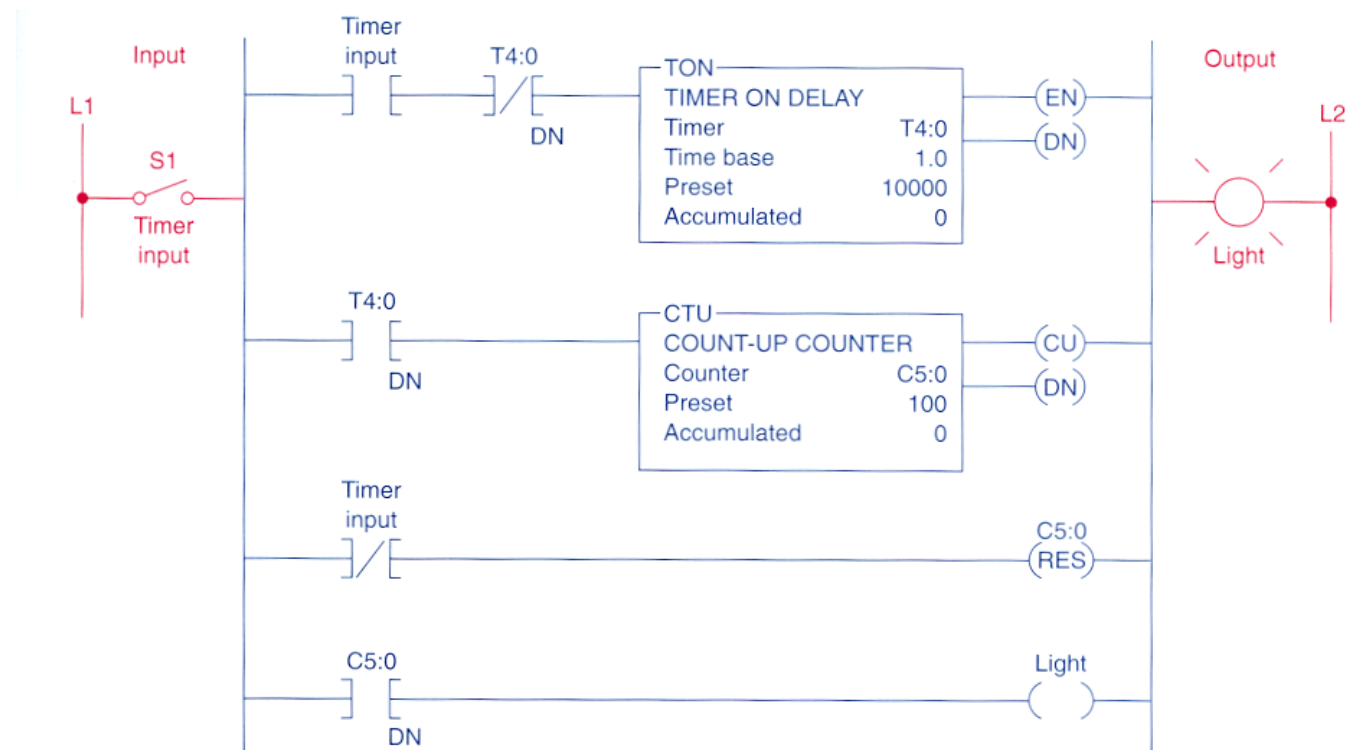 Input
L1
S1
Timer
input
Timer
input
T4:0
DN
TON
TIMER ON DELAY
Timer T4:0
Time base 1.0
Preset 10000
Accumulated 0
EN
DN
Output
L2
Light
T4:0
DN
CTU
COUNT-UP COUNTER
Counter C5:0
Preset 100
Accumulated 0
CU
DN
Timer
input
C5:0
RES
C5:0
DN
Light